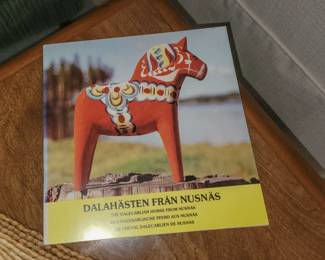 DALAHÄSTEN FRÅN NUSNÄS
THE DALECARLIAN HORSE FROM NUSNÄS
DAS DALEKARLISCHE PFERD AUS NUSNÄS
LE CHEVAL DALECARLIEN DE NUSNÄS